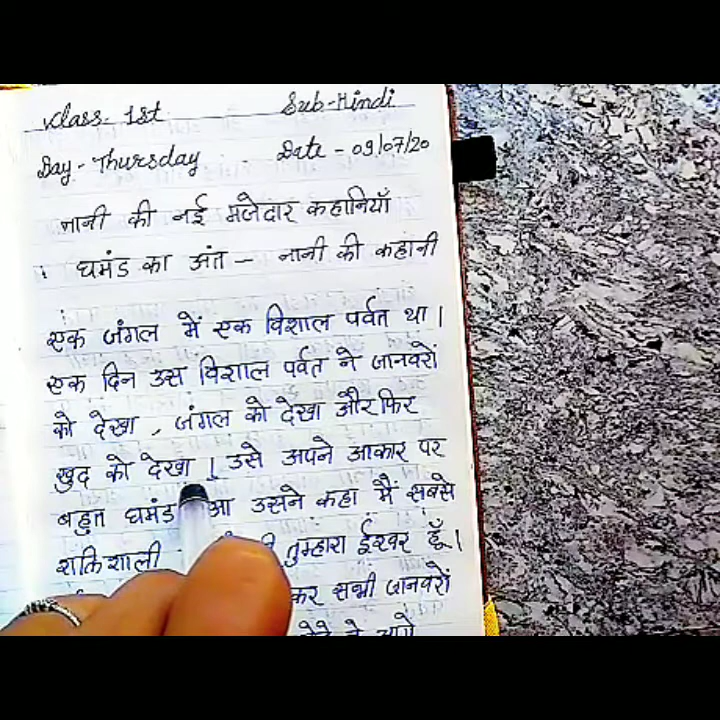 Class- 1st Sub-Hindi
Day- Thursday Date - 09/07/20
नानी की नई मजेदार कहानियाँ
घमंड का अंत – नानी की कहानी
एक जंगल में एक विशाल पर्वत था।
एक दिन उस विशाल पर्वत ने जानवरों
को देखा , जंगल को देखा और फिर
खुद को देखा । उसे अपने आकार पर
बहुत घमंड आ उसने कहा मैं सबसे
शक्तिशाली तुम्हारा ईश्वर हूँ।
कर सभी जानवरों